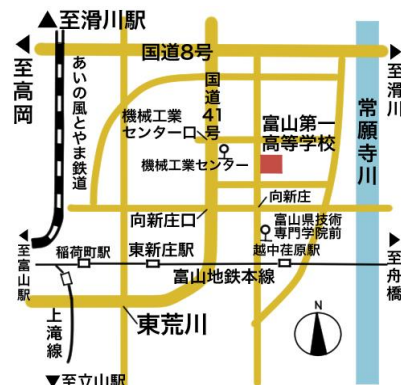 ▲至滑川駅
国道8号
◀至高岡
▶至滑川
あいの風とやま鉄道
国道41号
機械工業
センター口
富山第一
高等学校
常願寺川
機械工業センター
向新庄
向新庄口
富山県技術
専門学院前
稲荷町駅
東新庄駅
越中荏原駅
◀至富山駅
富山地鉄本線
▶至舟橋
上滝線
東荒川
N
▼至立山駅